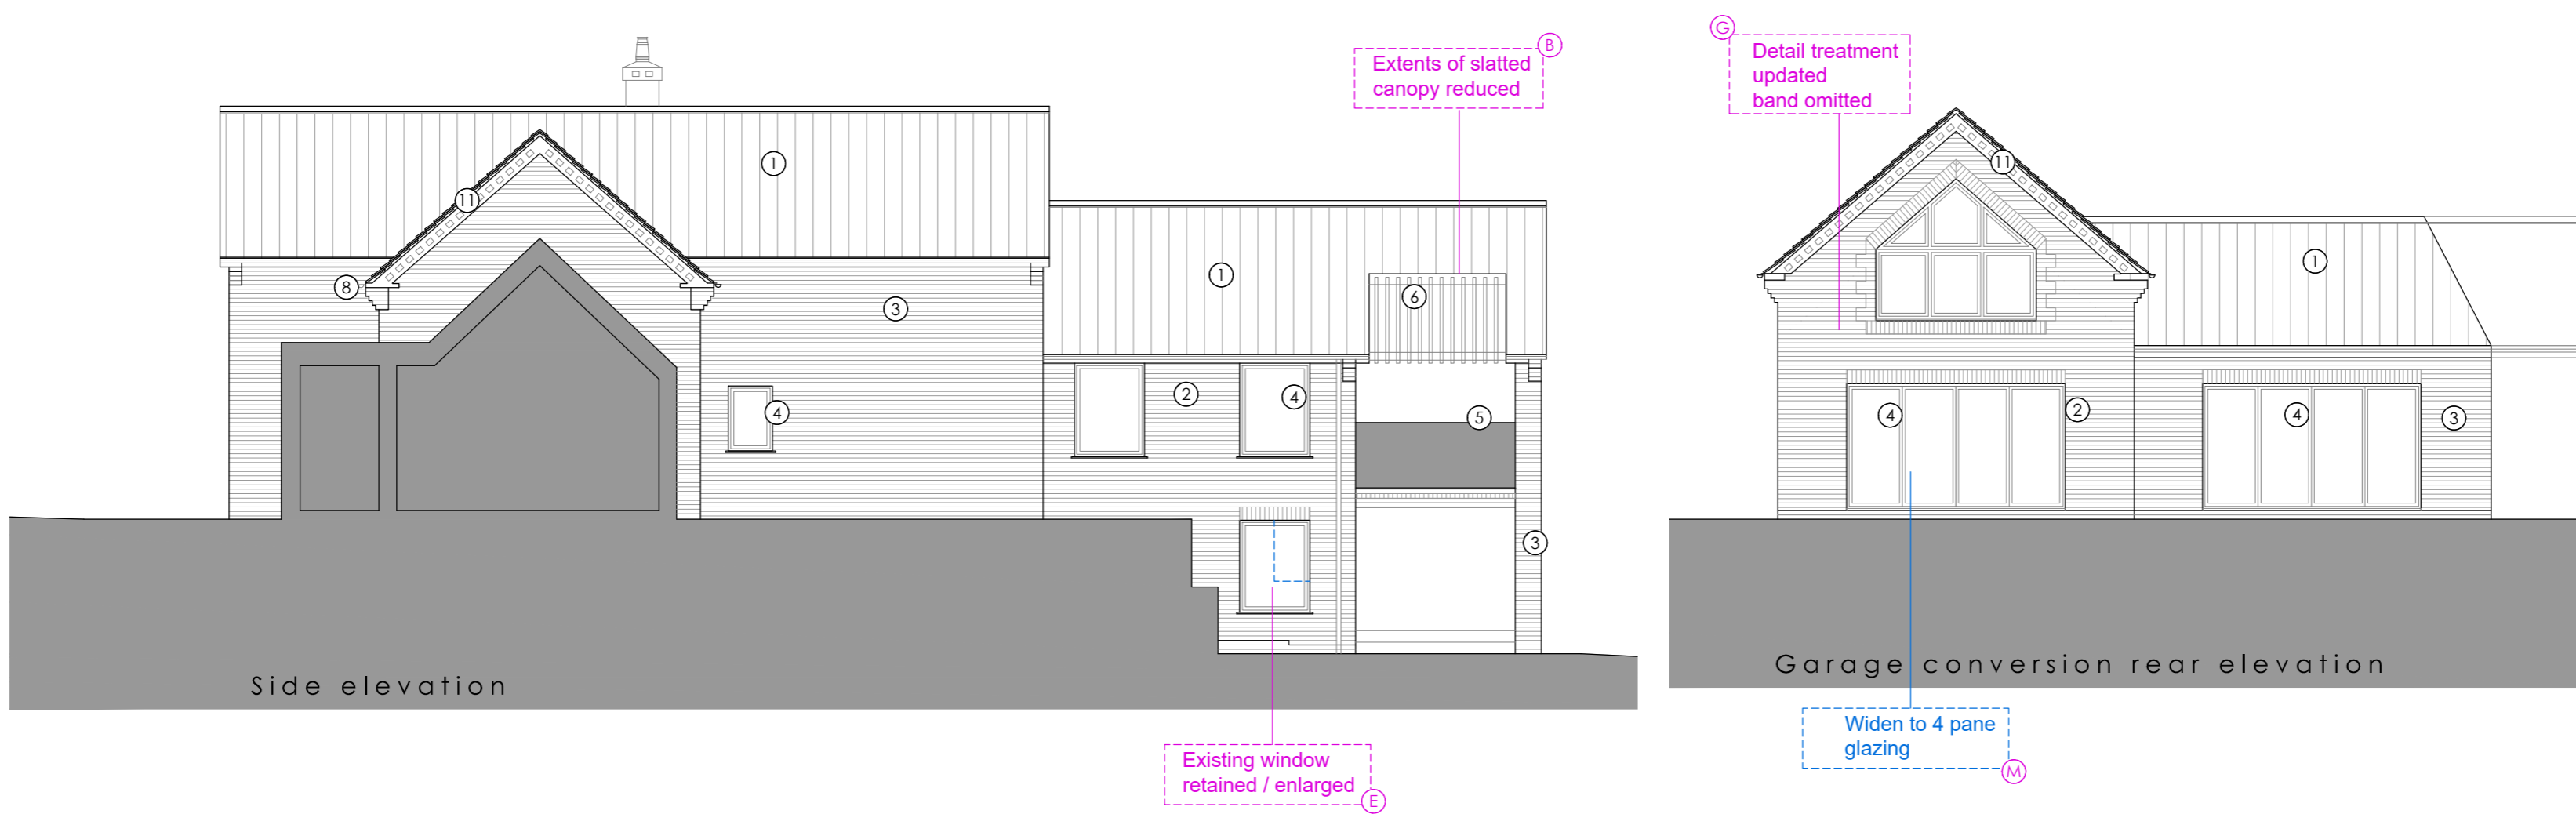 B
Extents of slatted
canopy reduced
1
11
1
8
3
6
2
4
4
5
3
Side elevation
Existing window
retained / enlarged
E
G
Detail treatment
updated
band omitted
11
1
4
2
4
3
Garage conversion rear elevation
Widen to 4 pane
glazing
M